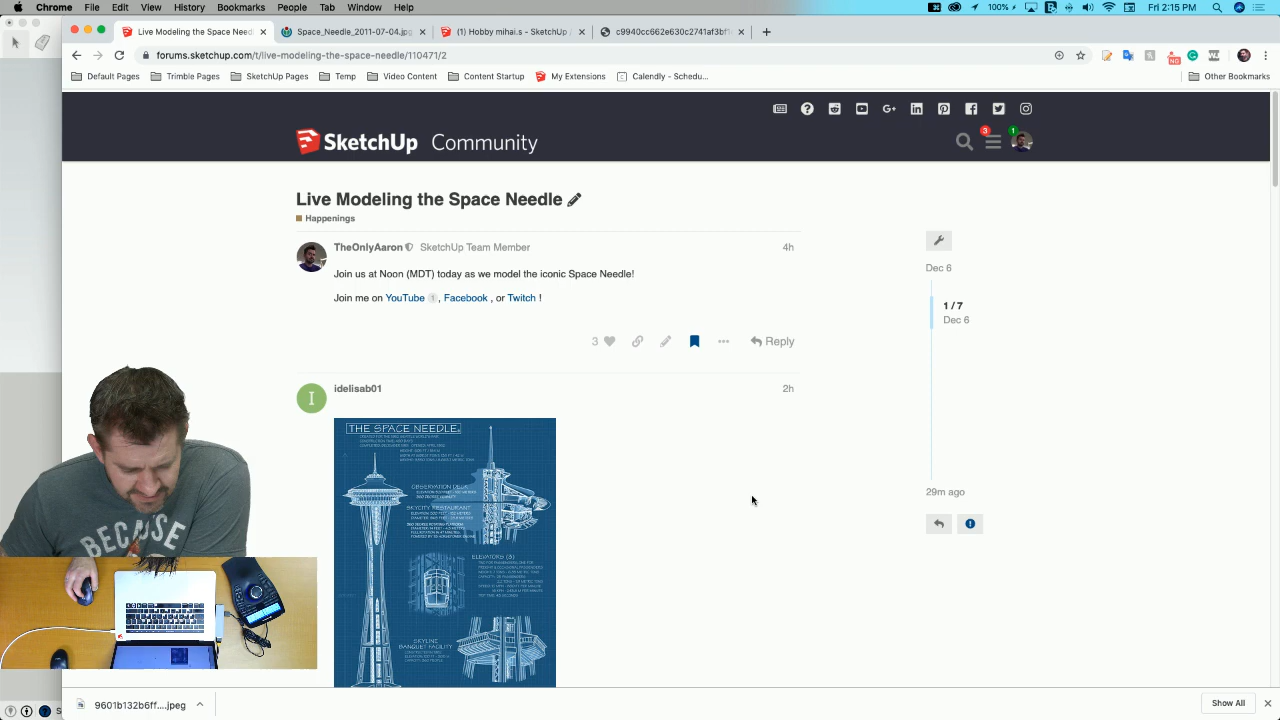 Chrome File Edit View History Bookmarks People Tab Window Help
100% Fri 2:15 PM
Live Modeling the Space Need
Space_Needle_2011-07-04.jpg
(1) Hobby mihai.s - SketchUp
c9940cc662e630c2741af3bf
forums.sketchup.com/t/live-modeling-the-space-needle/110471/2
NG
Default Pages Trimble Pages SketchUp Pages Temp Video Content Content Startup My Extensions Calendly - Schedu... Other Bookmarks
SketchUp Community
3 1
Live Modeling the Space Needle
Happenings
TheOnlyAaron SketchUp Team Member 4h
Join us at Noon (MDT) today as we model the iconic Space Needle!
Join me on YouTube 1, Facebook , or Twitch !
3 Reply
Dec 6
1 / 7
Dec 6
29m ago
I idelisab01 2h
THE SPACE NEEDLE.
OBSERVATION DECK
SKYCITY RESTAURANT
ELEVATORS (3)
SKYLINE
BANQUET FACILITY
9601b132b6ff....jpeg
Show All